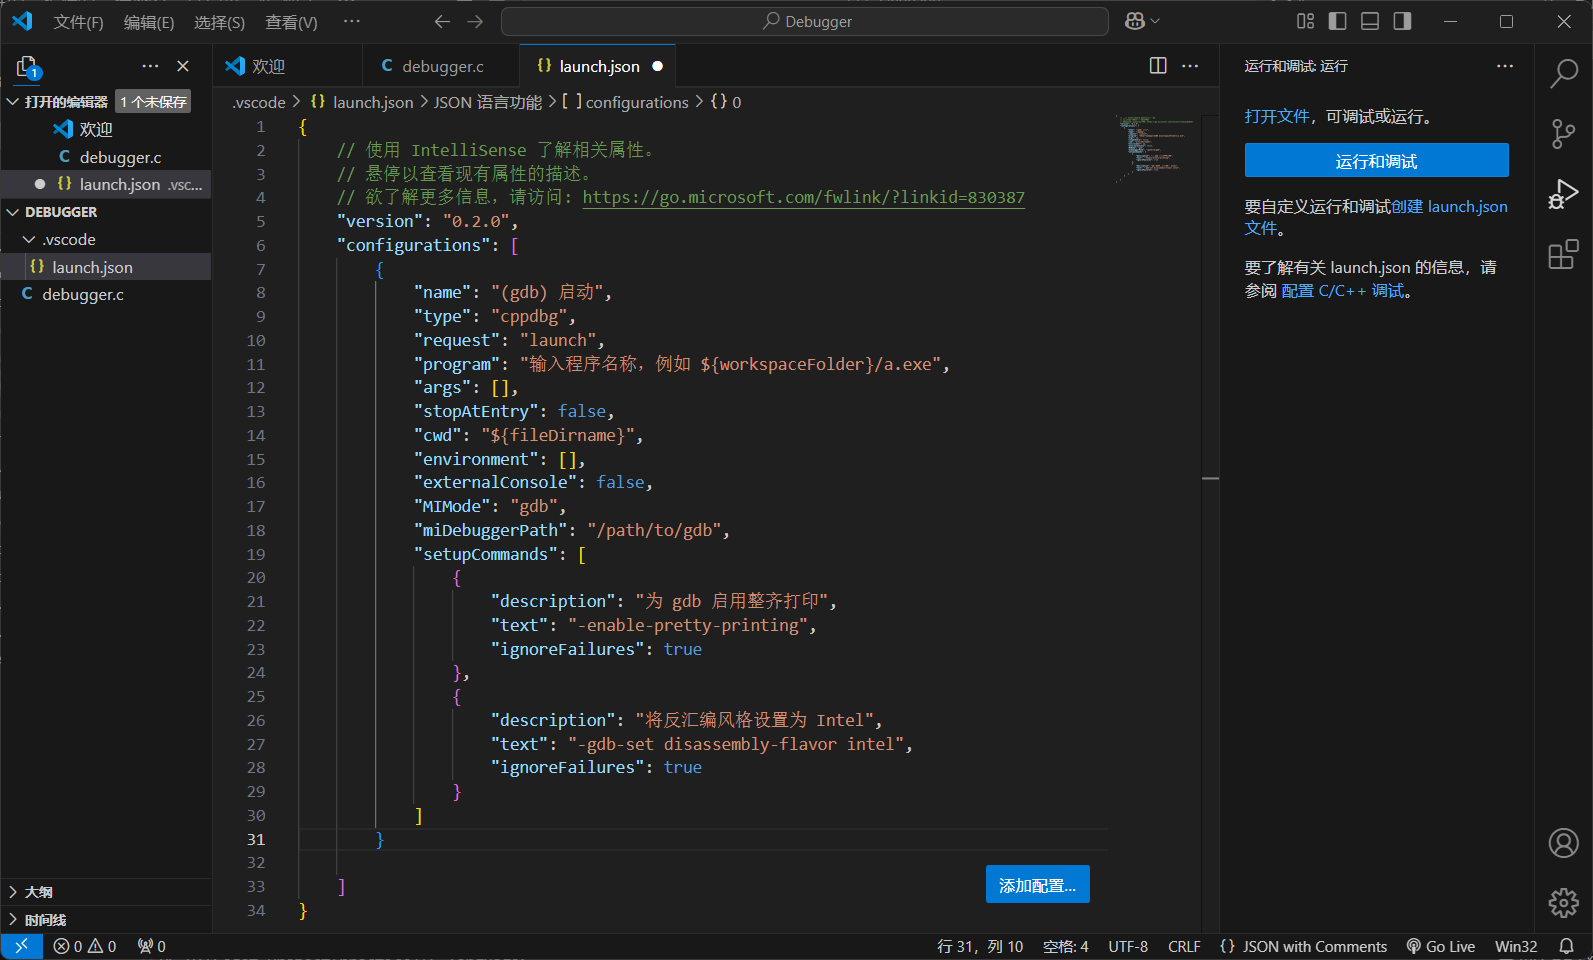 文件(F) 编辑(E) 选择(S) 查看(V) ··· Debugger
1
打开的编辑器 1 个未保存
欢迎
C debugger.c
{} launch.json .vsc...
DEBUGGER
.vscode
{} launch.json
C debugger.c
大纲
时间线
欢迎
C debugger.c
{} launch.json
.vscode > {} launch.json > JSON 语言功能 > [ ] configurations > {} 0
1 {
2 // 使用 IntelliSense 了解相关属性。
3 // 悬停以查看现有属性的描述。
4 // 欲了解更多信息，请访问: https://go.microsoft.com/fwlink/?linkid=830387
5 "version": "0.2.0",
6 "configurations": [
7 {
8 "name": "(gdb) 启动",
9 "type": "cppdbg",
10 "request": "launch",
11 "program": "输入程序名称，例如 ${workspaceFolder}/a.exe",
12 "args": [],
13 "stopAtEntry": false,
14 "cwd": "${fileDirname}",
15 "environment": [],
16 "externalConsole": false,
17 "MIMode": "gdb",
18 "miDebuggerPath": "/path/to/gdb",
19 "setupCommands": [
20 {
21 "description": "为 gdb 启用整齐打印",
22 "text": "-enable-pretty-printing",
23 "ignoreFailures": true
24 },
25 {
26 "description": "将反汇编风格设置为 Intel",
27 "text": "-gdb-set disassembly-flavor intel",
28 "ignoreFailures": true
29 }
30 ]
31 }
32
33 ]
34 }
添加配置...
运行和调试: 运行
打开文件，可调试或运行。
运行和调试
要自定义运行和调试创建 launch.json
文件。
要了解有关 launch.json 的信息，请
参阅 配置 C/C++ 调试。
0 0 0 行 31，列 10 空格: 4 UTF-8 CRLF {} JSON with Comments Go Live Win32